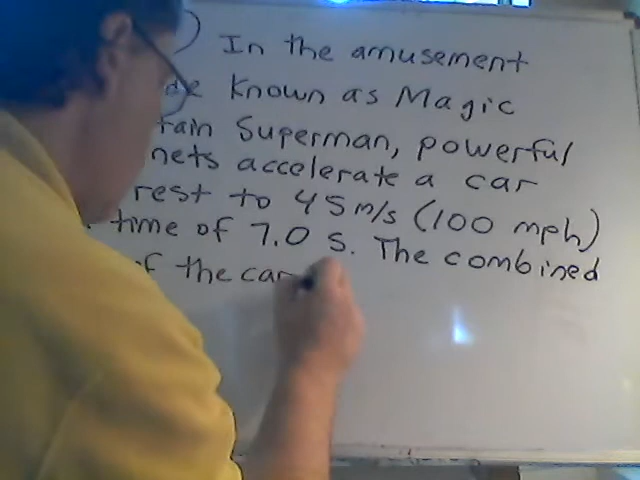 ) In the amusement
de known as Magic
tain Superman, powerful
nets accelerate a car
rest to 45 m/s (100 mph)
time of 7.0 s. The combined
of the car